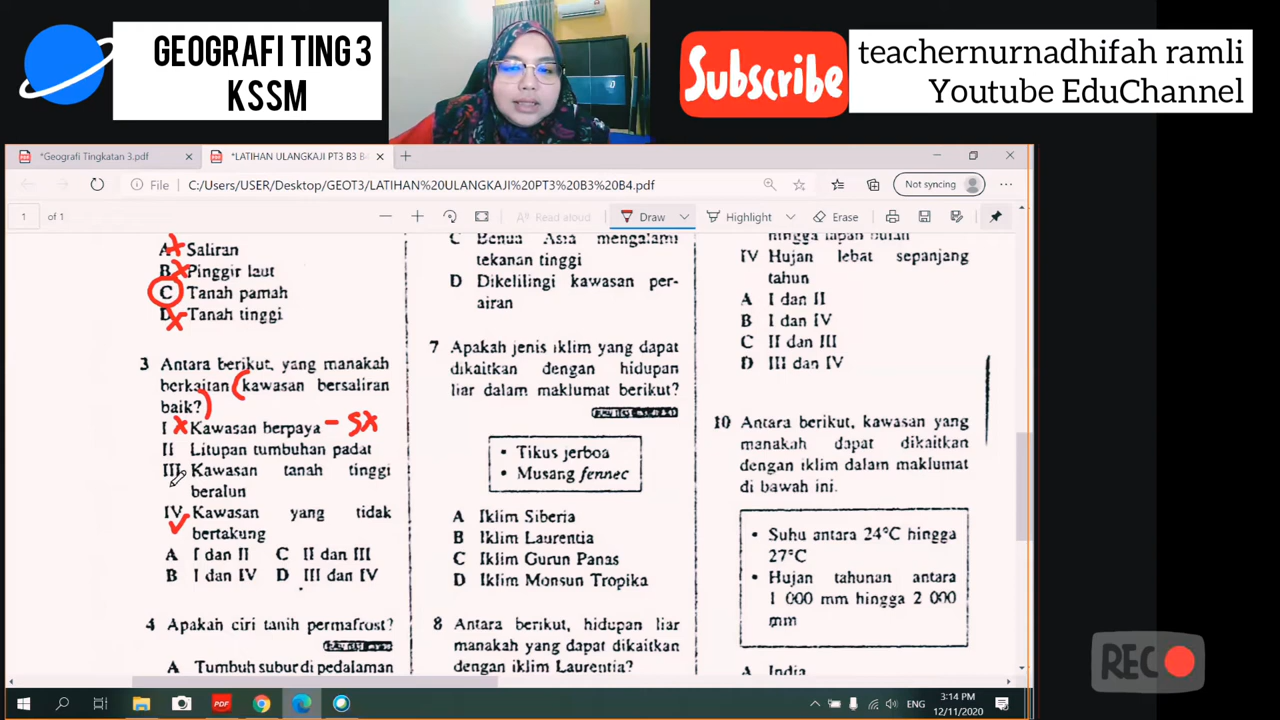 GEOGRAFI TING 3
KSSM
Subscribe
teachernurnadhifah ramli
Youtube EduChannel
*Geografi Tingkatan 3.pdf
*LATIHAN ULANGKAJI PT3 B3 B4
File
C:/Users/USER/Desktop/GEOT3/LATIHAN%20ULANGKAJI%20PT3%20B3%20B4.pdf
Not syncing
1
of 1
Read aloud
Draw
Highlight
Erase
A Saliran
B Pinggir laut
C Tanah pamah
D Tanah tinggi
3 Antara berikut, yang manakah
berkaitan (kawasan bersaliran
baik?)
I Kawasan berpaya - SX
II Litupan tumbuhan padat
III Kawasan tanah tinggi
beralun
IV Kawasan yang tidak
bertakung
A I dan II C II dan III
B I dan IV D III dan IV
4 Apakah ciri tanih permafrost?
A Tumbuh subur di pedalaman
C Benua Asia mengalami
tekanan tinggi
D Dikelilingi kawasan per-
airan
7 Apakah jenis iklim yang dapat
dikaitkan dengan hidupan
liar dalam maklumat berikut?
• Tikus jerboa
• Musang fennec
A Iklim Siberia
B Iklim Laurentia
C Iklim Gurun Panas
D Iklim Monsun Tropika
8 Antara berikut, hidupan liar
manakah yang dapat dikaitkan
dengan iklim Laurentia?
hingga lapan bulan
IV Hujan lebat sepanjang
tahun
A I dan II
B I dan IV
C II dan III
D III dan IV
10 Antara berikut, kawasan yang
manakah dapat dikaitkan
dengan iklim dalam maklumat
di bawah ini.
• Suhu antara 24°C hingga
27°C
• Hujan tahunan antara
1 000 mm hingga 2 000
mm
A India
REC
ENG
3:14 PM
12/11/2020